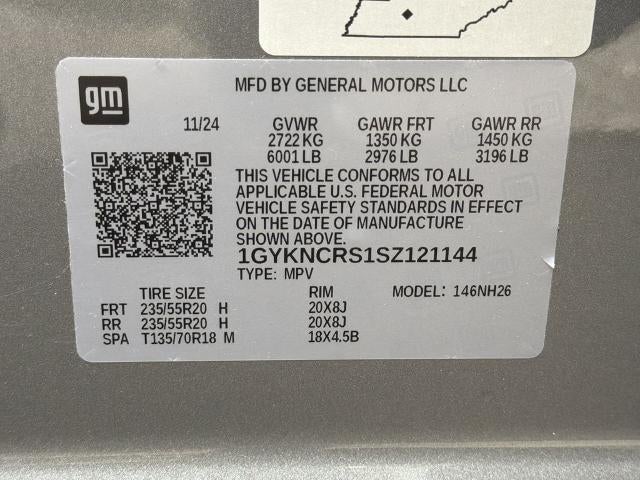 gm
MFD BY GENERAL MOTORS LLC
11/24 GVWR GAWR FRT GAWR RR
2722 KG 1350 KG 1450 KG
6001 LB 2976 LB 3196 LB
THIS VEHICLE CONFORMS TO ALL
APPLICABLE U.S. FEDERAL MOTOR
VEHICLE SAFETY STANDARDS IN EFFECT
ON THE DATE OF MANUFACTURE
SHOWN ABOVE.
1GYKNCRS1SZ121144
TYPE: MPV
TIRE SIZE RIM MODEL: 146NH26
FRT 235/55R20 H 20X8J
RR 235/55R20 H 20X8J
SPA T135/70R18 M 18X4.5B